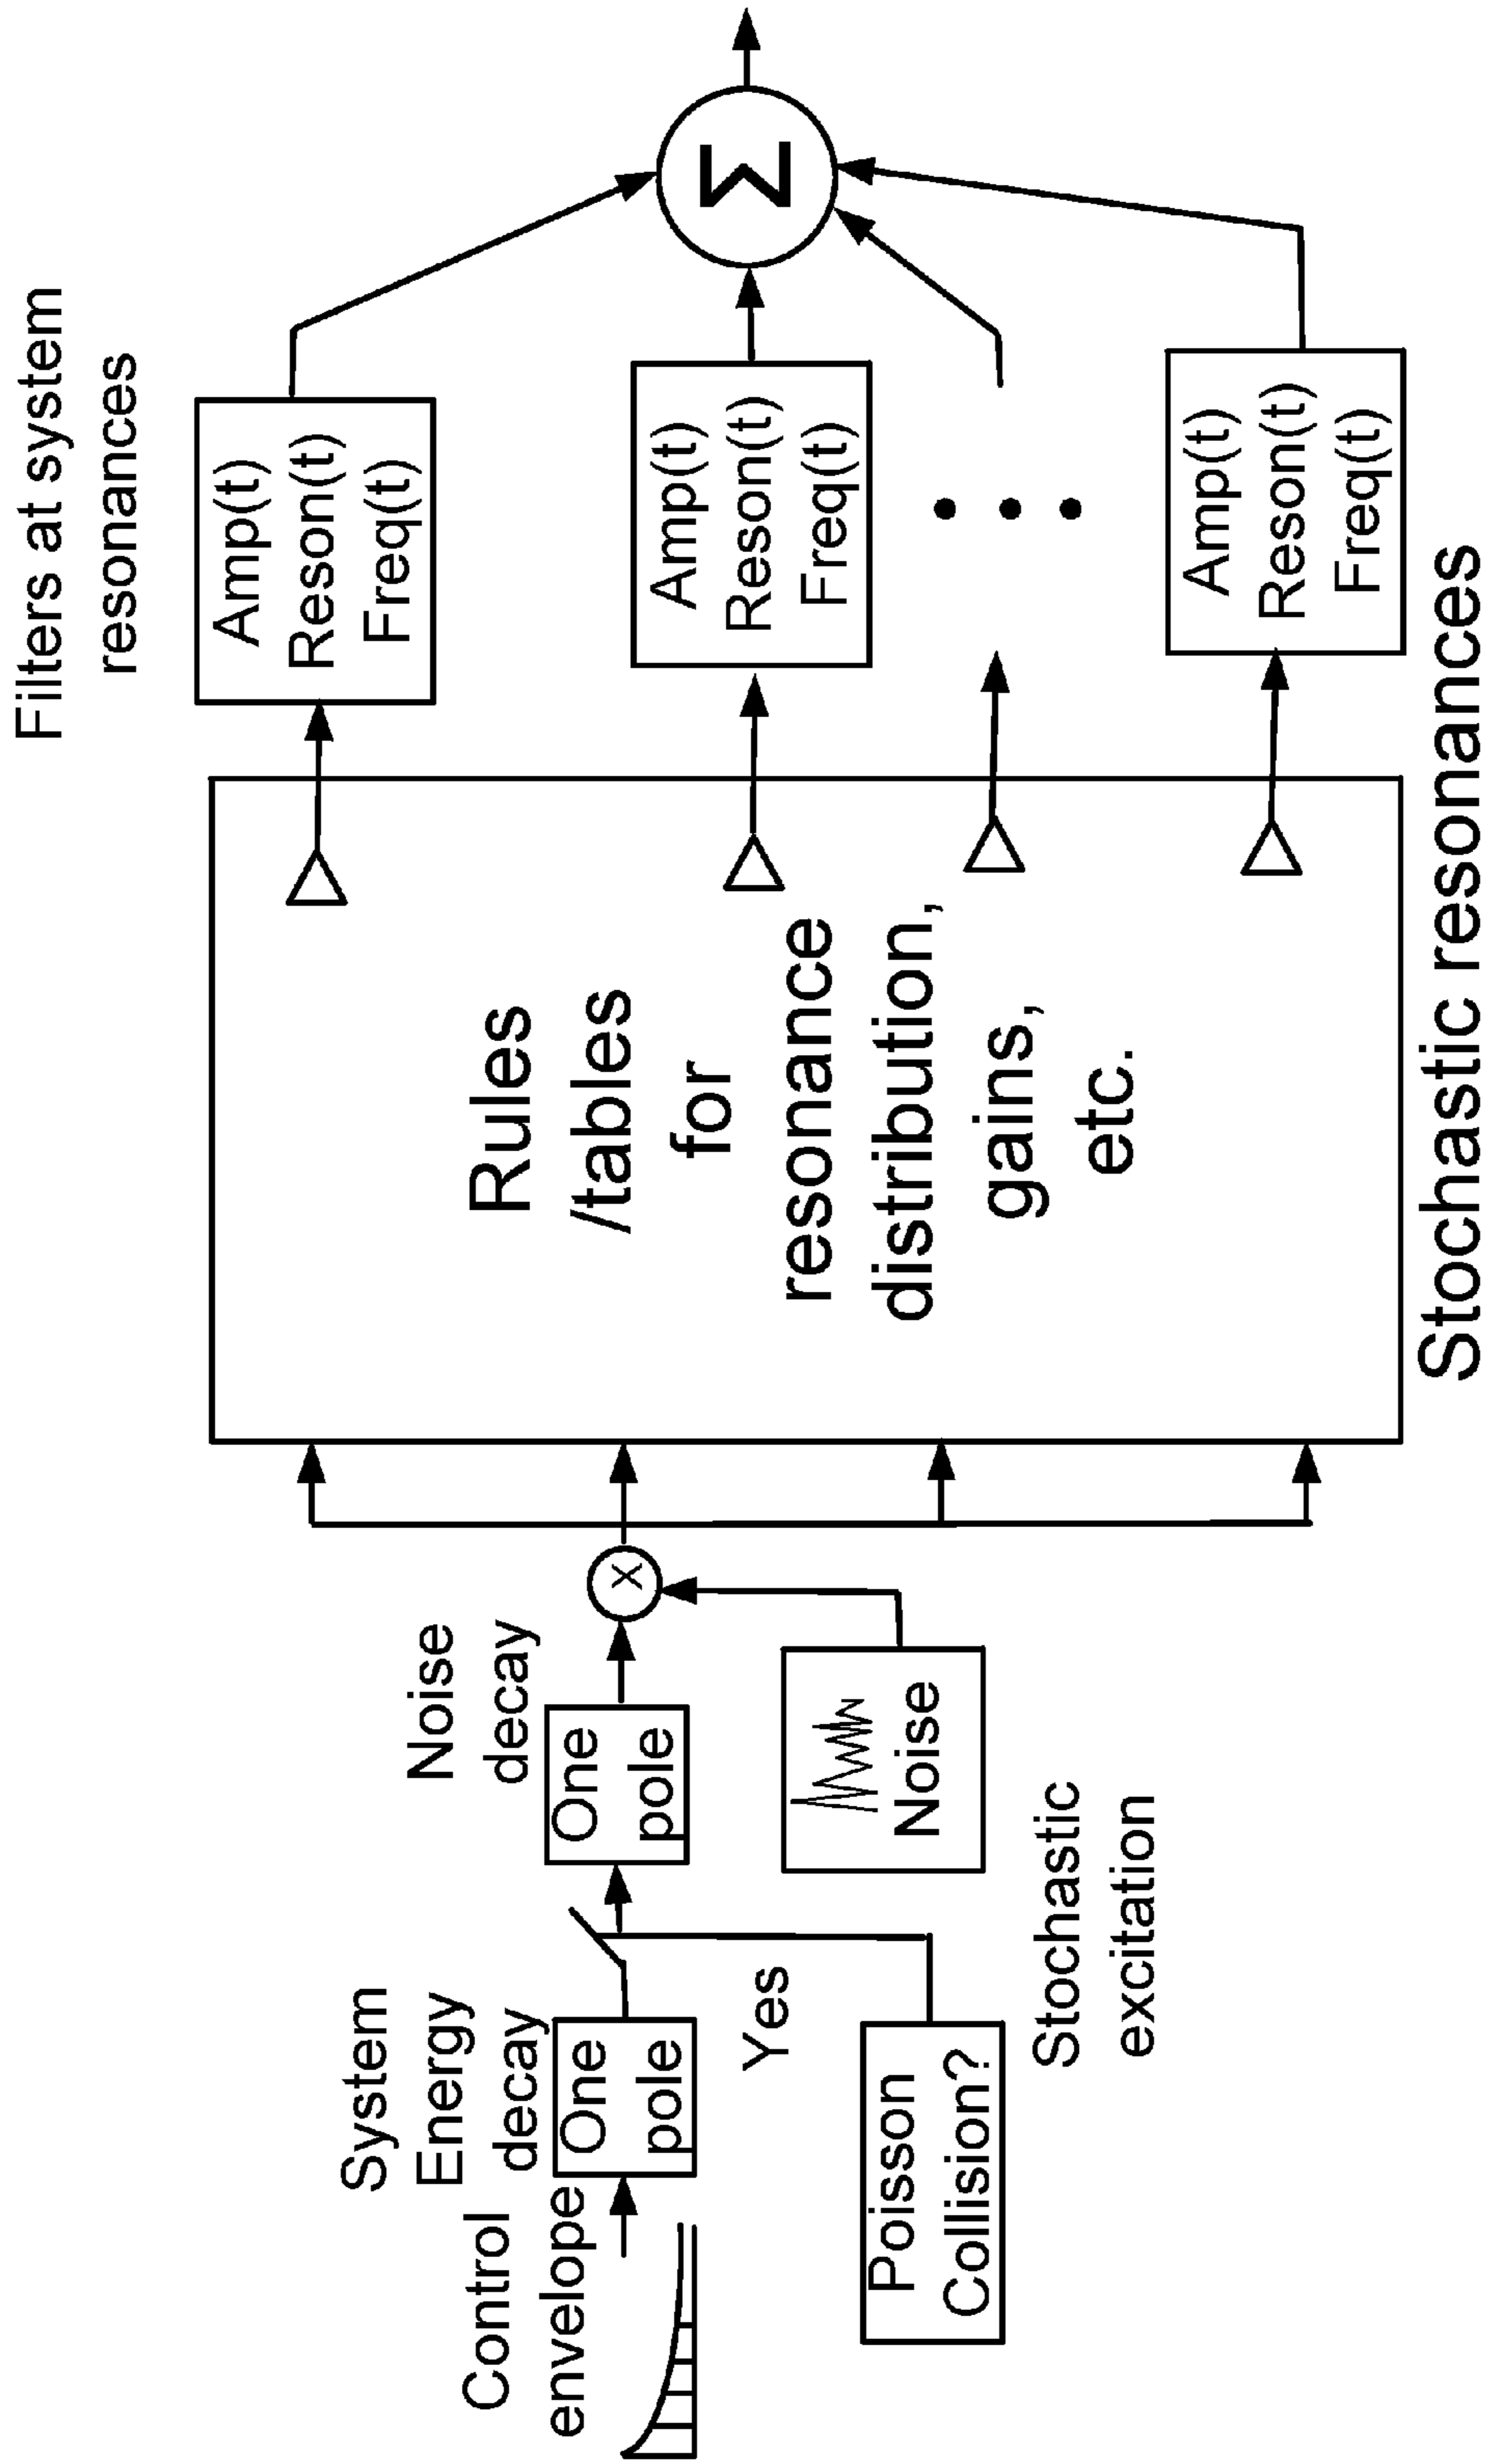 Control
envelope
System
Energy
decay
One
pole
Yes
Poisson
Collision?
Stochastic
excitation
Noise
decay
One
pole
Noise
x
Rules
/tables
for
resonance
distribution,
gains,
etc.
Stochastic resonances
Filters at system
resonances
Amp(t)
Reson(t)
Freq(t)
Amp(t)
Reson(t)
Freq(t)
Amp(t)
Reson(t)
Freq(t)
Σ